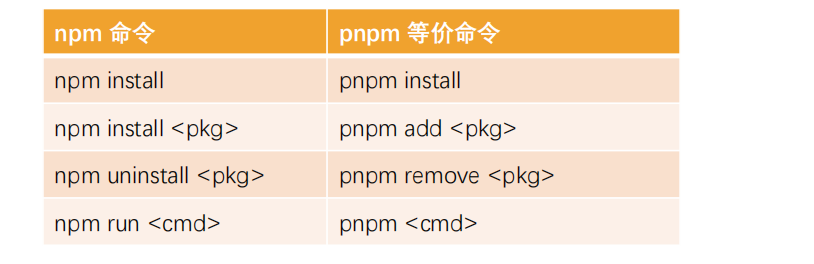 npm 命令 pnpm 等价命令
npm install pnpm install
npm install <pkg> pnpm add <pkg>
npm uninstall <pkg> pnpm remove <pkg>
npm run <cmd> pnpm <cmd>